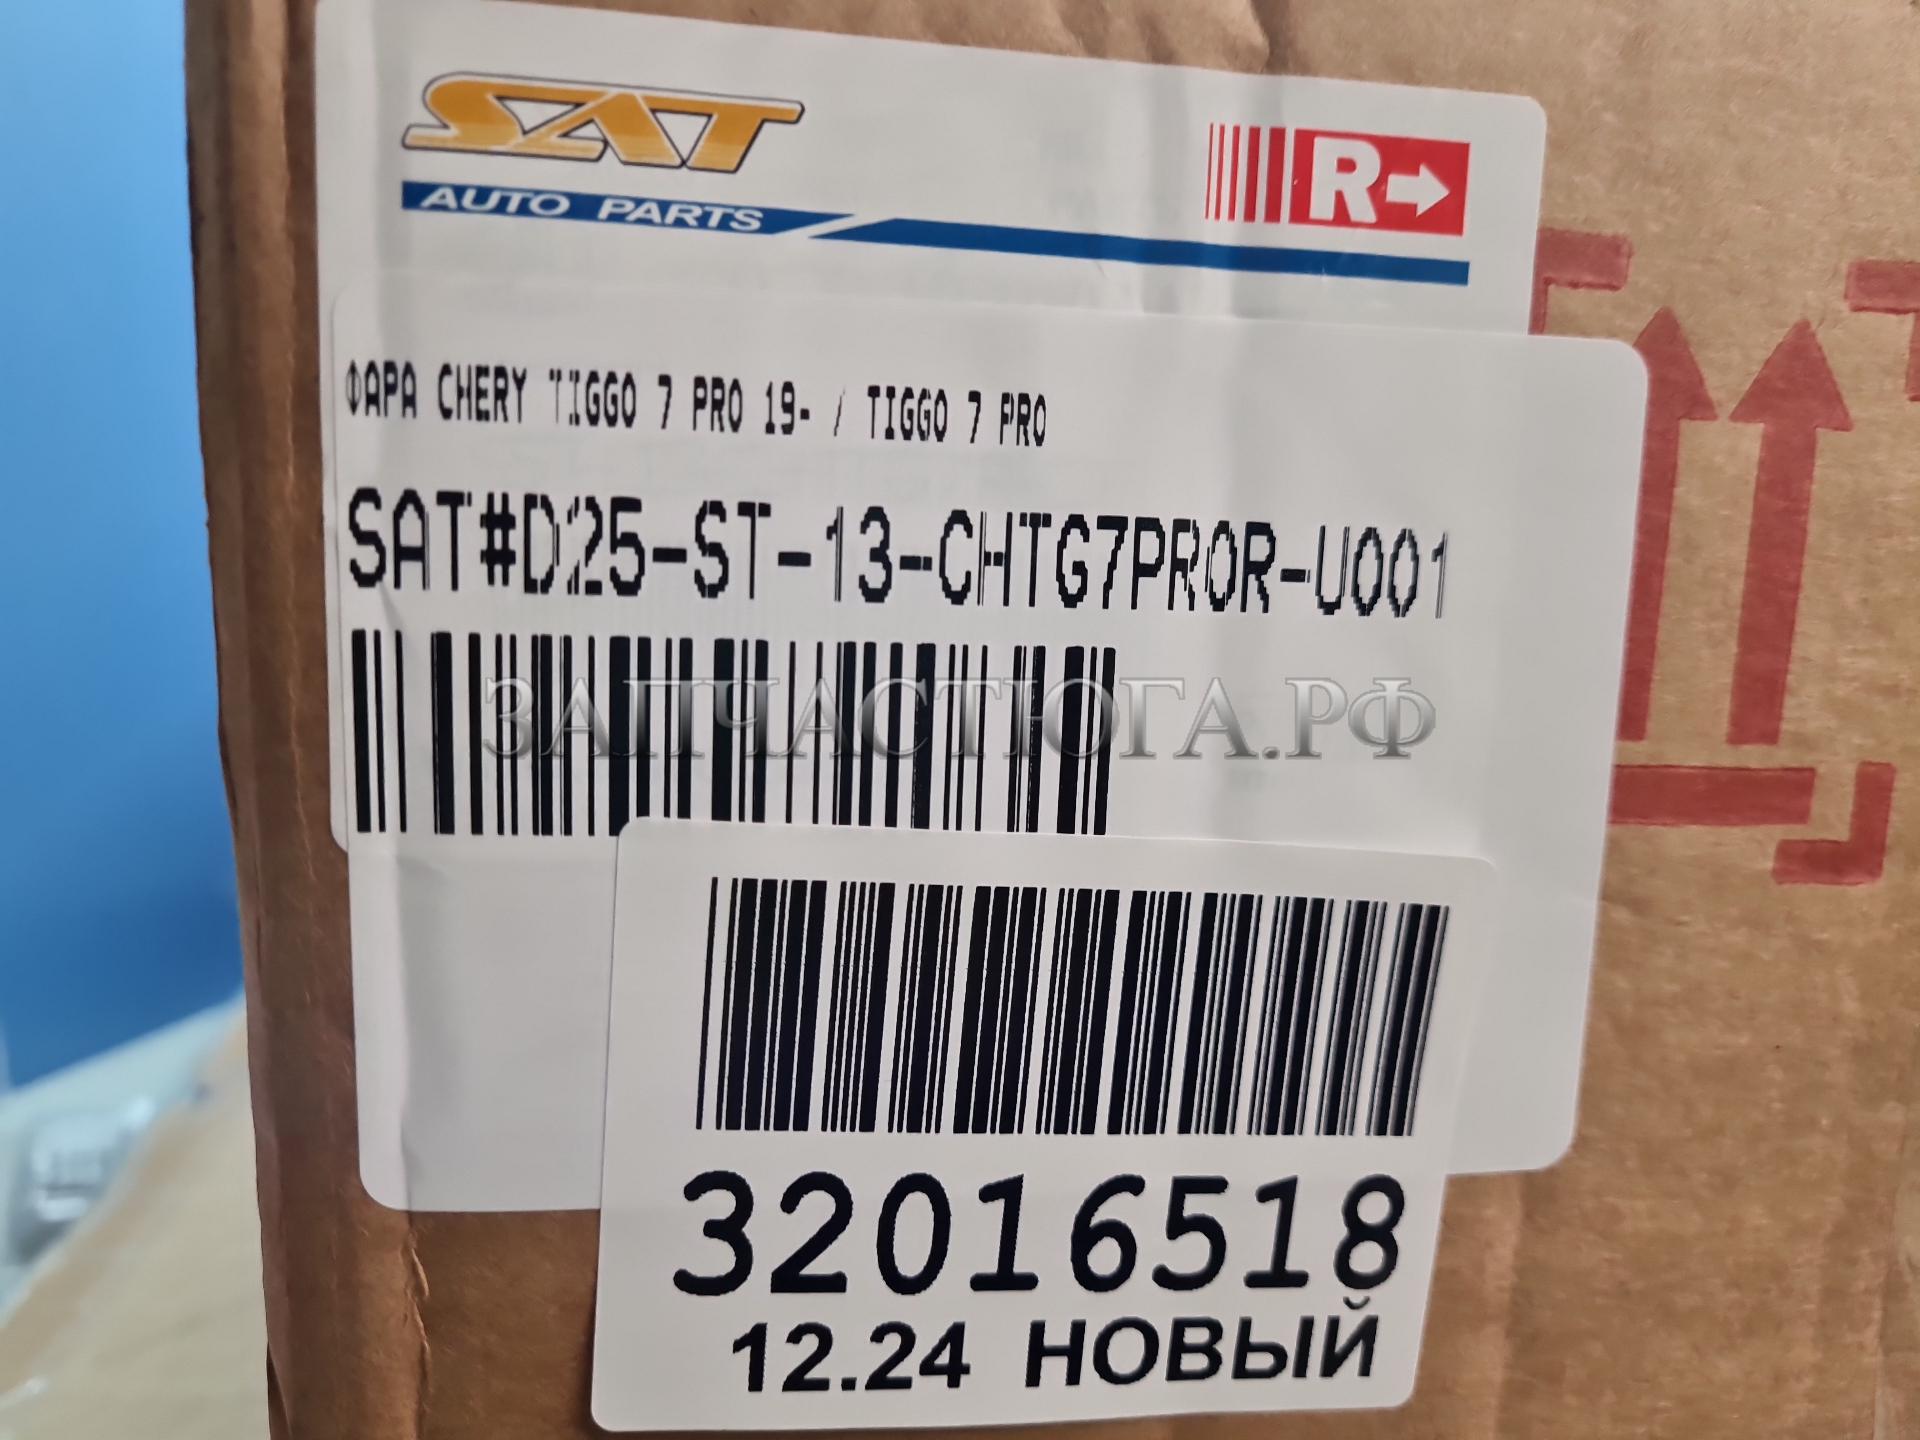 SAT
AUTO PARTS
R
ФАРА CHERY TIGGO 7 PRO 19- / TIGGO 7 PRO
SAT#D25-ST-13-CHTG7PROR-U001
ЗАПЧАСТЮГА.РФ
32016518
12.24 НОВЫЙ